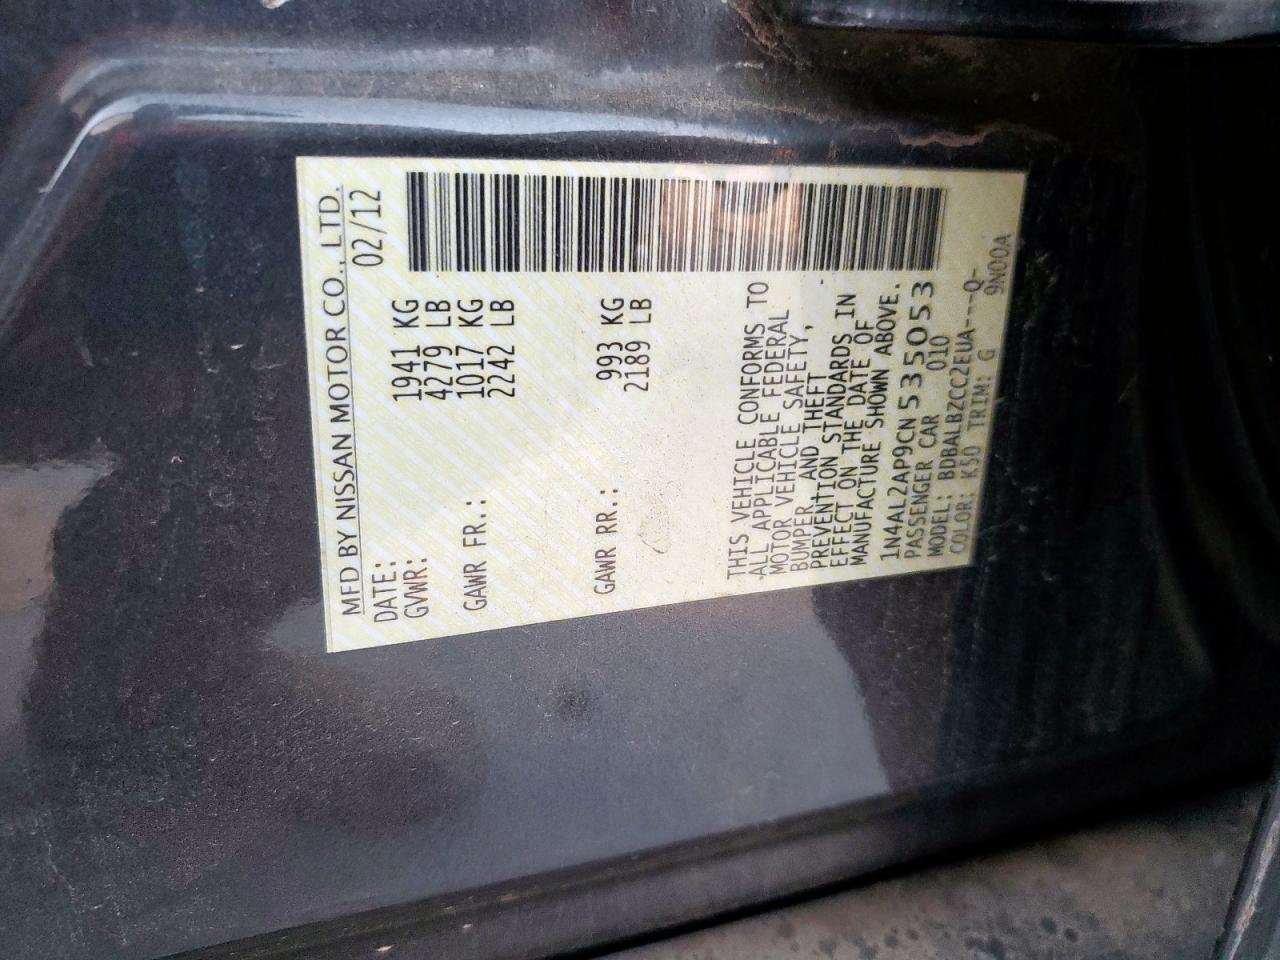 MFD BY NISSAN MOTOR CO., LTD.
DATE: 02/12
GVWR: 1941 KG
4279 LB
GAWR FR.: 1017 KG
2242 LB
GAWR RR.: 993 KG
2189 LB
THIS VEHICLE CONFORMS TO
ALL APPLICABLE FEDERAL
MOTOR VEHICLE SAFETY,
BUMPER AND THEFT
PREVENTION STANDARDS IN
EFFECT ON THE DATE OF
MANUFACTURE SHOWN ABOVE.
1N4AL2AP9CN535053
PASSENGER CAR 010
MODEL: BDBALBZCC2EUA---Q-
COLOR: K50 TRIM: G 9N00A